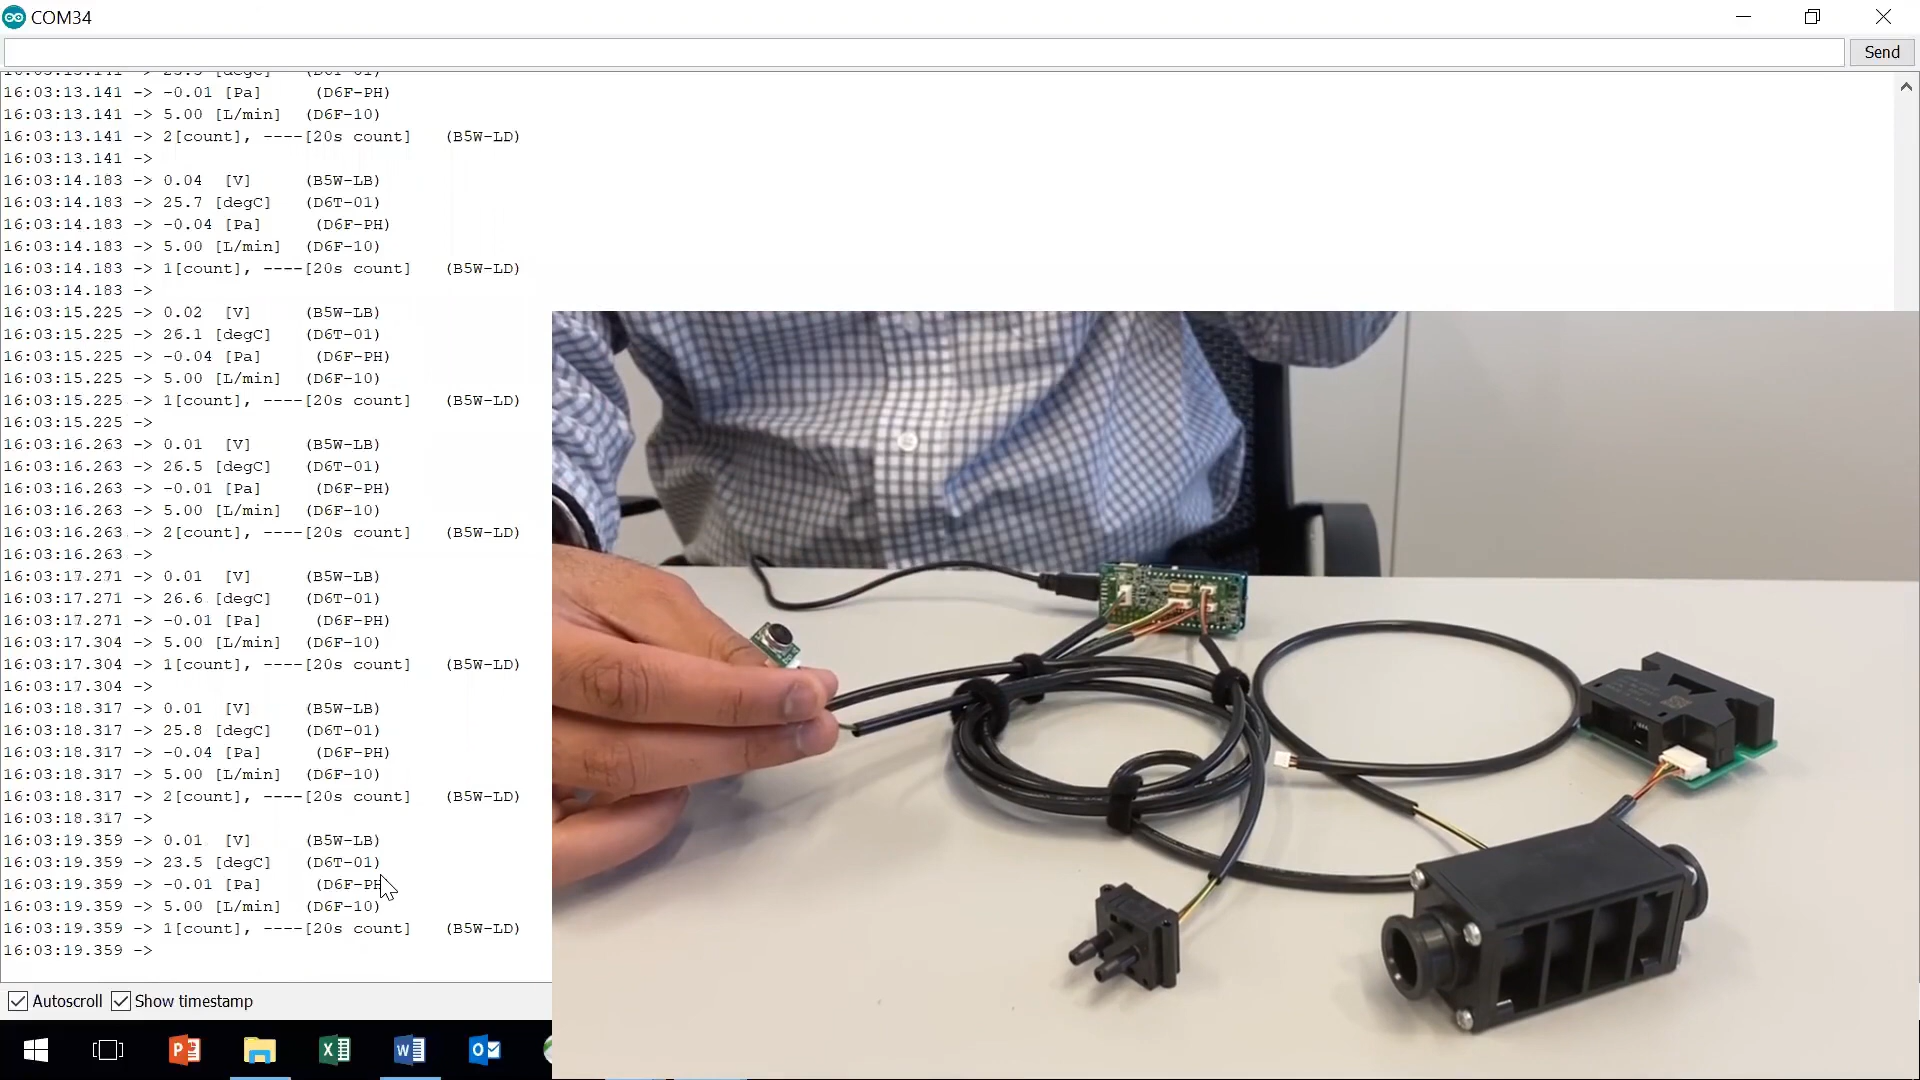 COM34
Send
16:03:13.141 -> 23.5 [degC] (D6T-01)
16:03:13.141 -> -0.01 [Pa] (D6F-PH)
16:03:13.141 -> 5.00 [L/min] (D6F-10)
16:03:13.141 -> 2[count], ----[20s count] (B5W-LD)
16:03:13.141 ->
16:03:14.183 -> 0.04 [V] (B5W-LB)
16:03:14.183 -> 25.7 [degC] (D6T-01)
16:03:14.183 -> -0.04 [Pa] (D6F-PH)
16:03:14.183 -> 5.00 [L/min] (D6F-10)
16:03:14.183 -> 1[count], ----[20s count] (B5W-LD)
16:03:14.183 ->
16:03:15.225 -> 0.02 [V] (B5W-LB)
16:03:15.225 -> 26.1 [degC] (D6T-01)
16:03:15.225 -> -0.04 [Pa] (D6F-PH)
16:03:15.225 -> 5.00 [L/min] (D6F-10)
16:03:15.225 -> 1[count], ----[20s count] (B5W-LD)
16:03:15.225 ->
16:03:16.263 -> 0.01 [V] (B5W-LB)
16:03:16.263 -> 26.5 [degC] (D6T-01)
16:03:16.263 -> -0.01 [Pa] (D6F-PH)
16:03:16.263 -> 5.00 [L/min] (D6F-10)
16:03:16.263 -> 2[count], ----[20s count] (B5W-LD)
16:03:16.263 ->
16:03:17.271 -> 0.01 [V] (B5W-LB)
16:03:17.271 -> 26.6 [degC] (D6T-01)
16:03:17.271 -> -0.01 [Pa] (D6F-PH)
16:03:17.304 -> 5.00 [L/min] (D6F-10)
16:03:17.304 -> 1[count], ----[20s count] (B5W-LD)
16:03:17.304 ->
16:03:18.317 -> 0.01 [V] (B5W-LB)
16:03:18.317 -> 25.8 [degC] (D6T-01)
16:03:18.317 -> -0.04 [Pa] (D6F-PH)
16:03:18.317 -> 5.00 [L/min] (D6F-10)
16:03:18.317 -> 2[count], ----[20s count] (B5W-LD)
16:03:18.317 ->
16:03:19.359 -> 0.01 [V] (B5W-LB)
16:03:19.359 -> 23.5 [degC] (D6T-01)
16:03:19.359 -> -0.01 [Pa] (D6F-PH
16:03:19.359 -> 5.00 [L/min] (D6F-10)
16:03:19.359 -> 1[count], ----[20s count] (B5W-LD)
16:03:19.359 ->
Autoscroll Show timestamp